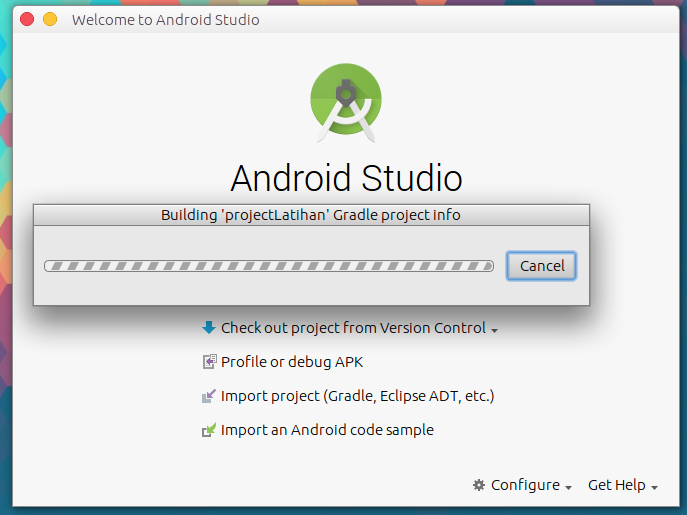 Welcome to Android Studio
Android Studio
Building 'projectLatihan' Gradle project info
Cancel
Check out project from Version Control
Profile or debug APK
Import project (Gradle, Eclipse ADT, etc.)
Import an Android code sample
Configure Get Help